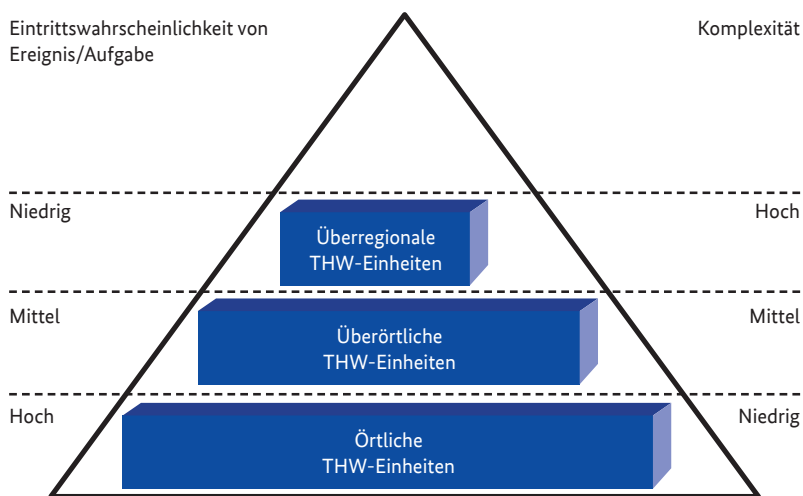 Eintrittswahrscheinlichkeit von
Ereignis/Aufgabe
Komplexität
Niedrig
Überregionale
THW-Einheiten
Hoch
Mittel
Überörtliche
THW-Einheiten
Mittel
Hoch
Örtliche
THW-Einheiten
Niedrig